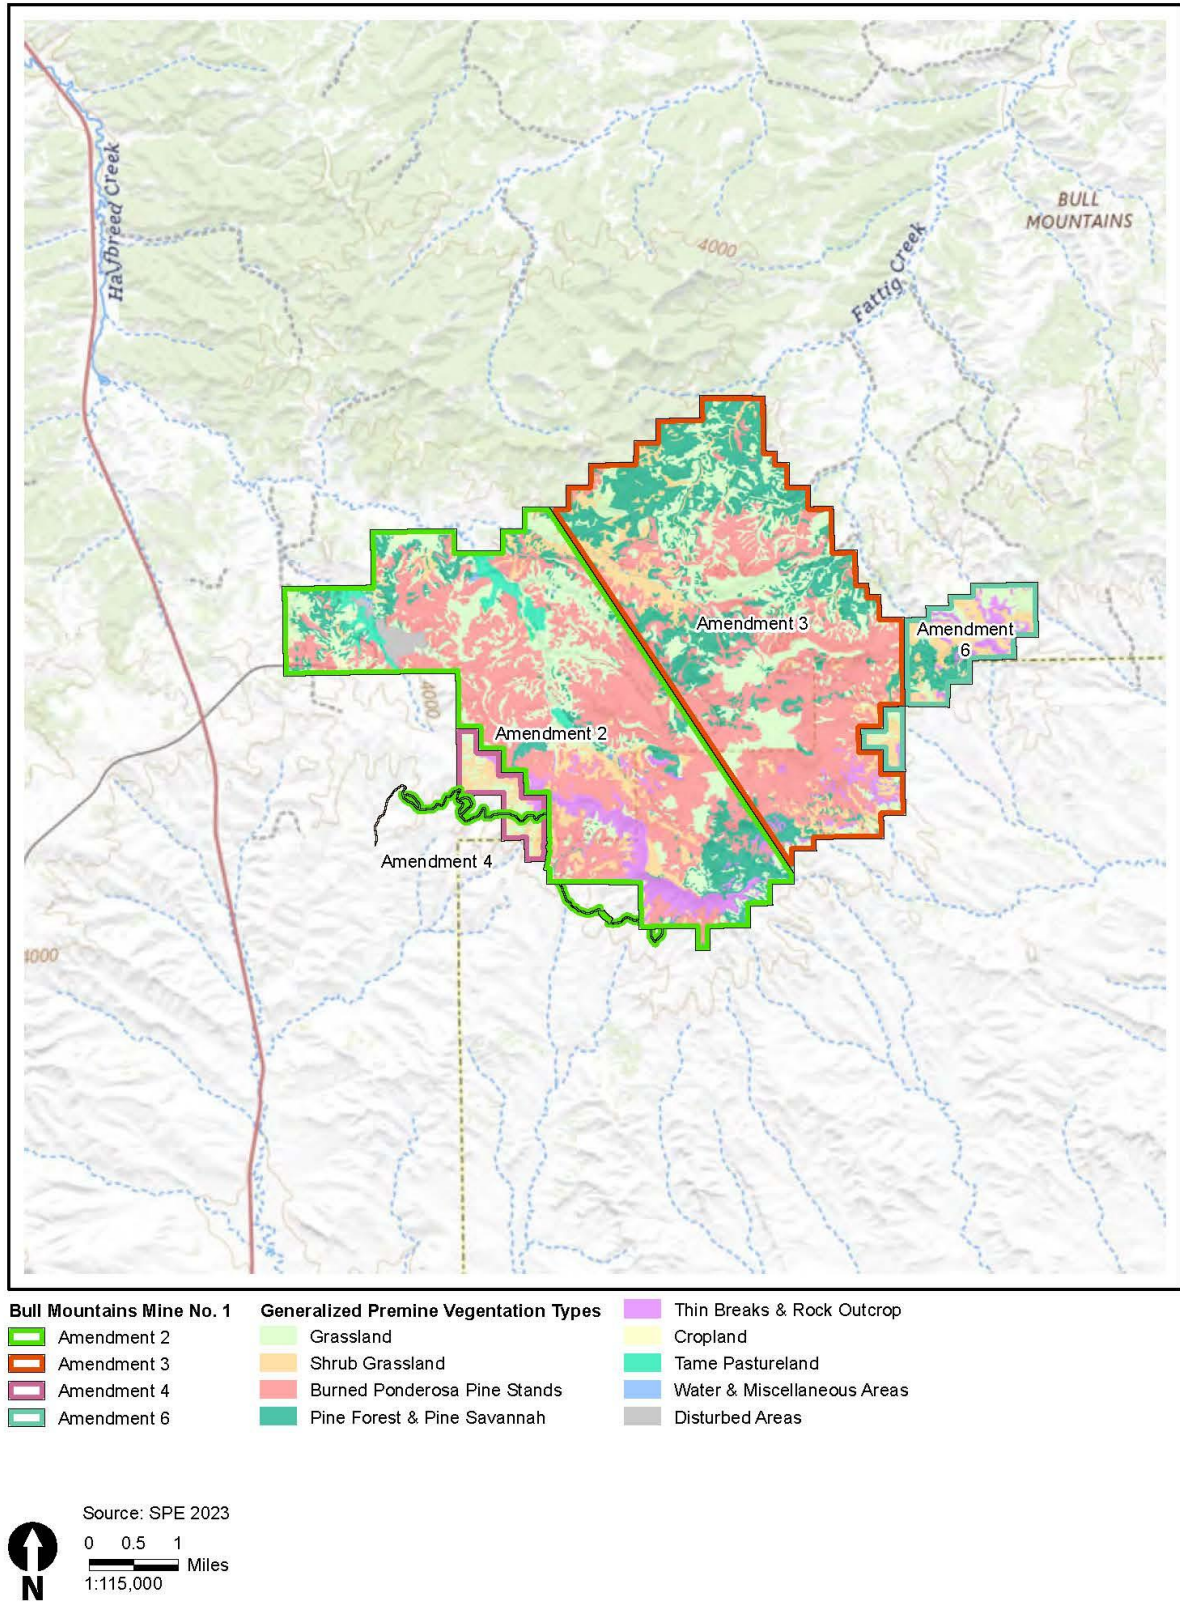 BULL
MOUNTAINS
Halfbreed Creek
4000
Fattig Creek
Amendment 3
Amendment
6
4000
Amendment 2
Amendment 4
4000
Bull Mountains Mine No. 1
Amendment 2
Amendment 3
Amendment 4
Amendment 6
Generalized Premine Vegentation Types
Grassland
Shrub Grassland
Burned Ponderosa Pine Stands
Pine Forest & Pine Savannah
Thin Breaks & Rock Outcrop
Cropland
Tame Pastureland
Water & Miscellaneous Areas
Disturbed Areas
Source: SPE 2023
0 0.5 1
Miles
1:115,000
N